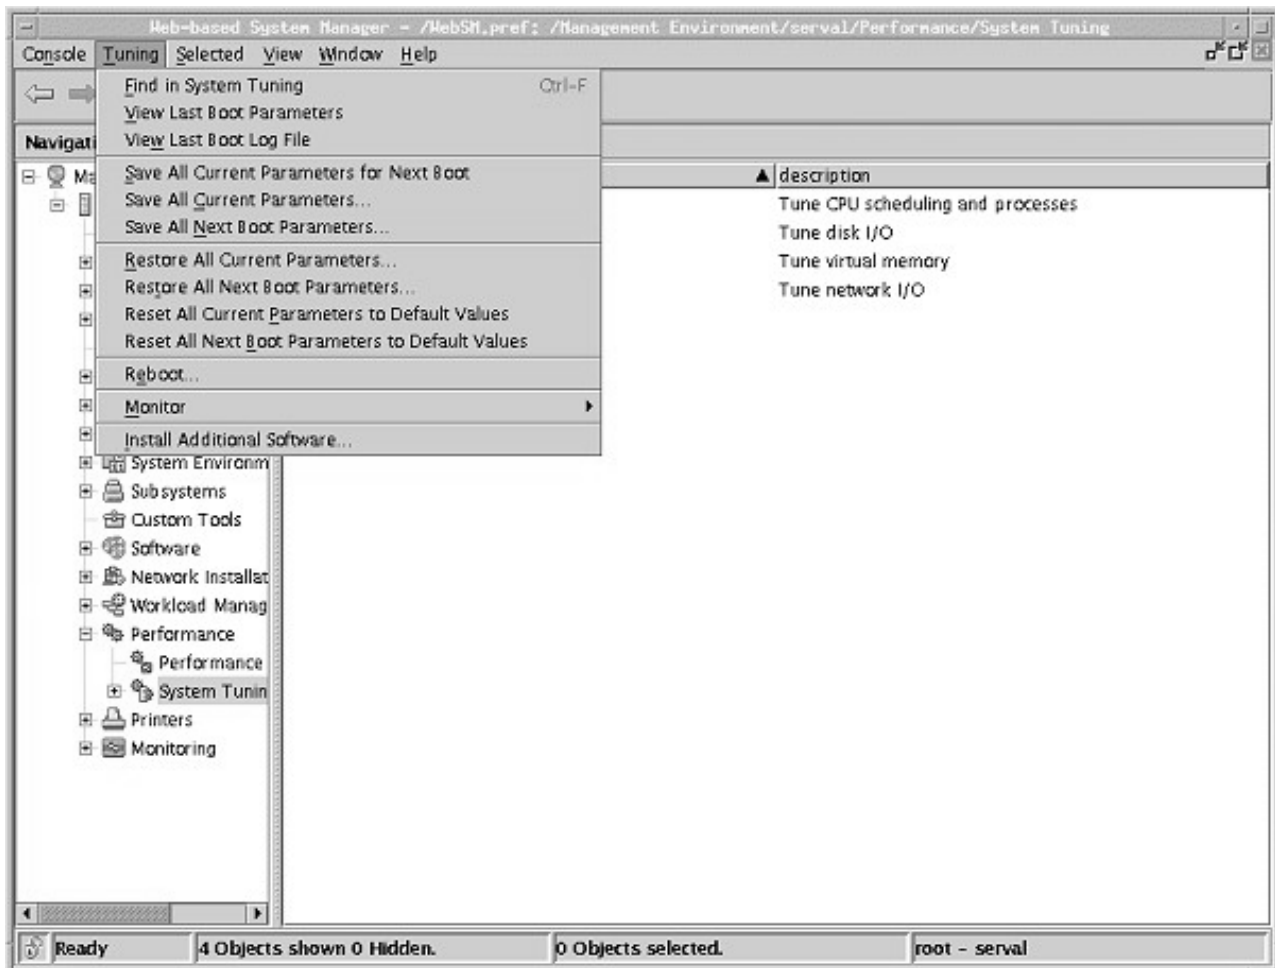 Web-based System Manager - /WebSM.pref: /Management Environment/serval/Performance/System Tuning
Console Tuning Selected View Window Help
Find in System Tuning Ctrl-F
View Last Boot Parameters
View Last Boot Log File
Navigati
Save All Current Parameters for Next Boot
Save All Current Parameters...
Save All Next Boot Parameters...
Restore All Current Parameters...
Restore All Next Boot Parameters...
Reset All Current Parameters to Default Values
Reset All Next Boot Parameters to Default Values
Reboot...
Monitor
Install Additional Software...
Ma
description
Tune CPU scheduling and processes
Tune disk I/O
Tune virtual memory
Tune network I/O
System Environm
Subsystems
Custom Tools
Software
Network Installat
Workload Manag
Performance
Performance
System Tunin
Printers
Monitoring
Ready 4 Objects shown 0 Hidden. 0 Objects selected. root - serval